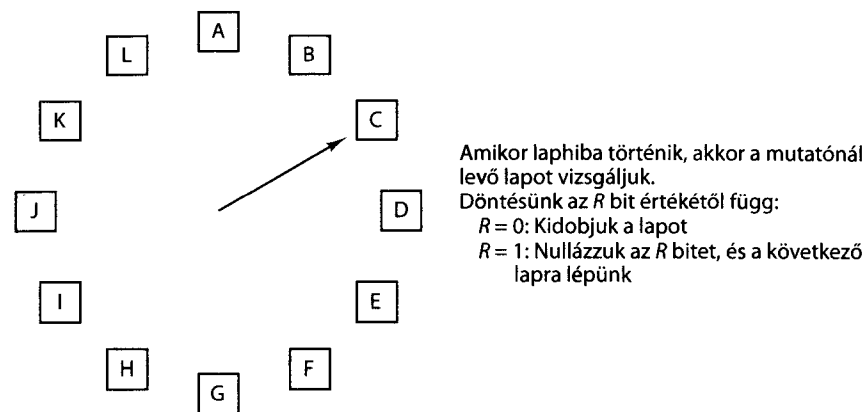 A
B
C
D
E
F
G
H
I
J
K
L
Amikor laphiba történik, akkor a mutatónál
levő lapot vizsgáljuk.
Döntésünk az R bit értékétől függ:
R = 0: Kidobjuk a lapot
R = 1: Nullázzuk az R bitet, és a következő
lapra lépünk